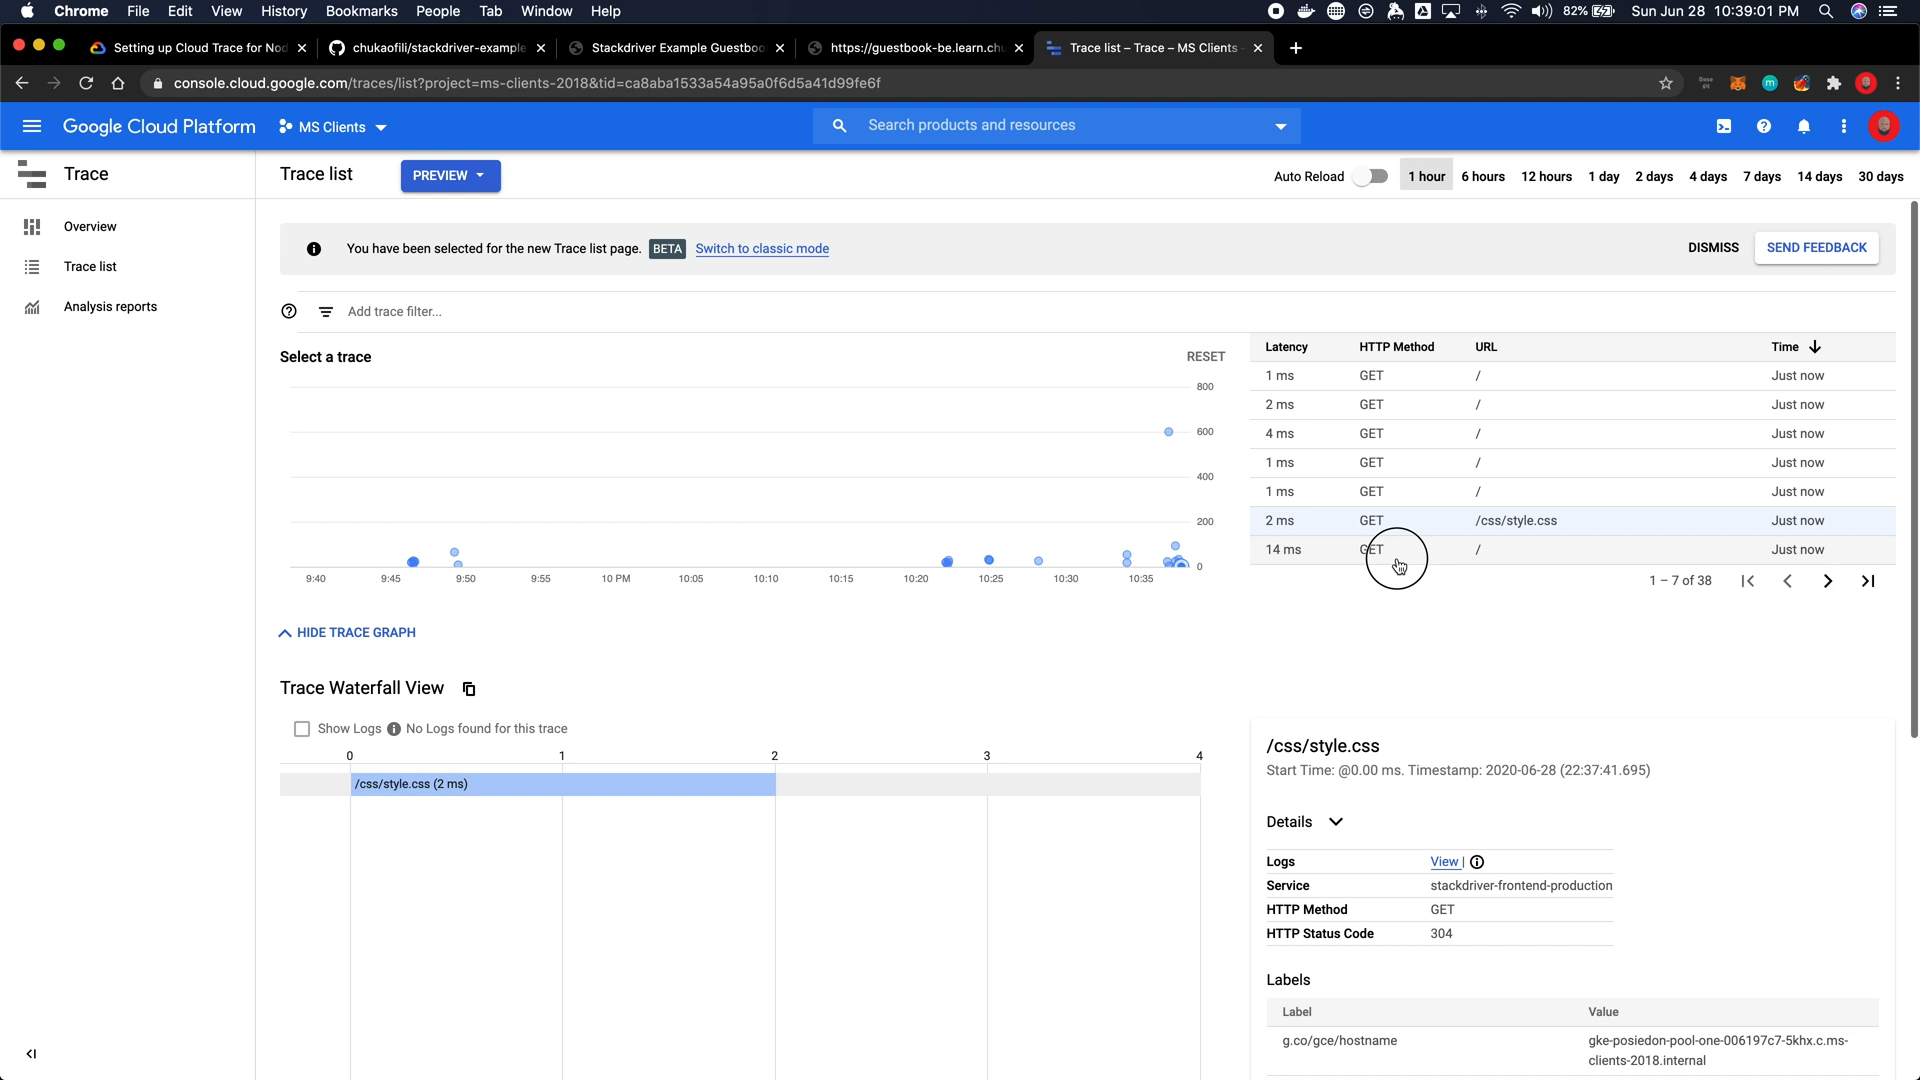 Chrome File Edit View History Bookmarks People Tab Window Help 82% Sun Jun 28 10:39:01 PM
Setting up Cloud Trace for Nod chukaofili/stackdriver-example Stackdriver Example Guestboo https://guestbook-be.learn.chu Trace list – Trace – MS Clients
console.cloud.google.com/traces/list?project=ms-clients-2018&tid=ca8aba1533a54a95a0f6d5a41d99fe6f
Google Cloud Platform MS Clients Search products and resources
Trace
Trace list PREVIEW Auto Reload 1 hour 6 hours 12 hours 1 day 2 days 4 days 7 days 14 days 30 days
Overview
Trace list
Analysis reports
You have been selected for the new Trace list page. BETA Switch to classic mode DISMISS SEND FEEDBACK
Add trace filter...
Select a trace RESET
800
600
400
200
0
9:40 9:45 9:50 9:55 10 PM 10:05 10:10 10:15 10:20 10:25 10:30 10:35
Latency HTTP Method URL Time
1 ms GET / Just now
2 ms GET / Just now
4 ms GET / Just now
1 ms GET / Just now
1 ms GET / Just now
2 ms GET /css/style.css Just now
14 ms GET / Just now
1 – 7 of 38
HIDE TRACE GRAPH
Trace Waterfall View
Show Logs No Logs found for this trace
0 1 2 3 4
/css/style.css (2 ms)
/css/style.css
Start Time: @0.00 ms. Timestamp: 2020-06-28 (22:37:41.695)
Details
Logs View |
Service stackdriver-frontend-production
HTTP Method GET
HTTP Status Code 304
Labels
Label Value
g.co/gce/hostname gke-posiedon-pool-one-006197c7-5khx.c.ms-
clients-2018.internal